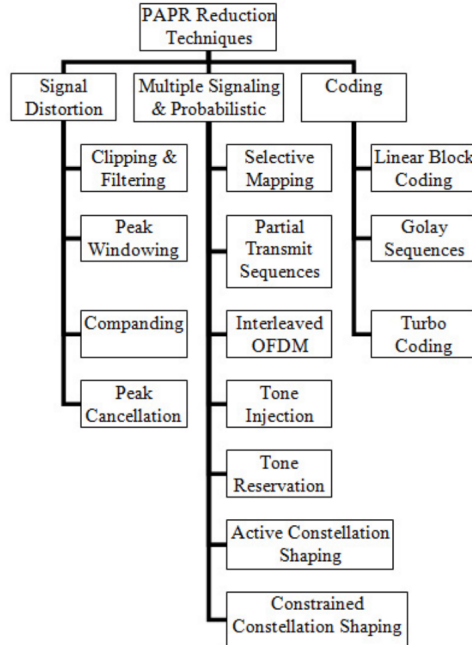 PAPR Reduction
Techniques
Signal
Distortion
Multiple Signaling
& Probabilistic
Coding
Clipping &
Filtering
Peak
Windowing
Companding
Peak
Cancellation
Selective
Mapping
Partial
Transmit
Sequences
Interleaved
OFDM
Tone
Injection
Tone
Reservation
Active Constellation
Shaping
Constrained
Constellation Shaping
Linear Block
Coding
Golay
Sequences
Turbo
Coding